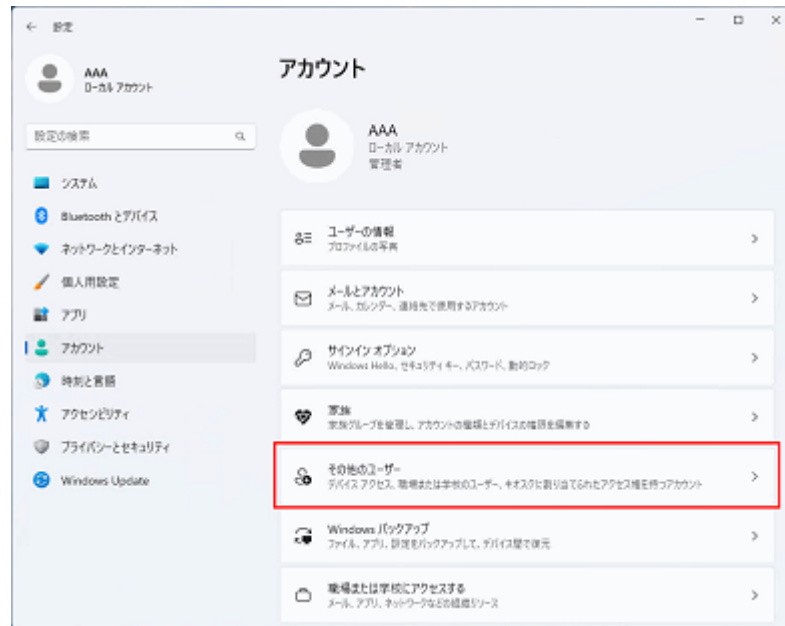 設定
AAA
ローカル アカウント
設定の検索
システム
Bluetooth とデバイス
ネットワークとインターネット
個人用設定
アプリ
アカウント
時刻と言語
アクセシビリティ
プライバシーとセキュリティ
Windows Update
アカウント
AAA
ローカル アカウント
管理者
ユーザーの情報
プロファイルの写真
メールとアカウント
メール、カレンダー、連絡先で使用するアカウント
サインイン オプション
Windows Hello、セキュリティ キー、パスワード、動的ロック
家族
家族グループを管理し、アカウントの種類とデバイスの権限を編集する
その他のユーザー
デバイス アクセス、職場または学校のユーザー、キオスクに割り当てられたアクセス権を持つアカウント
Windows バックアップ
ファイル、アプリ、設定をバックアップして、デバイス間で復元
職場または学校にアクセスする
メール、アプリ、ネットワークなどの組織リソース